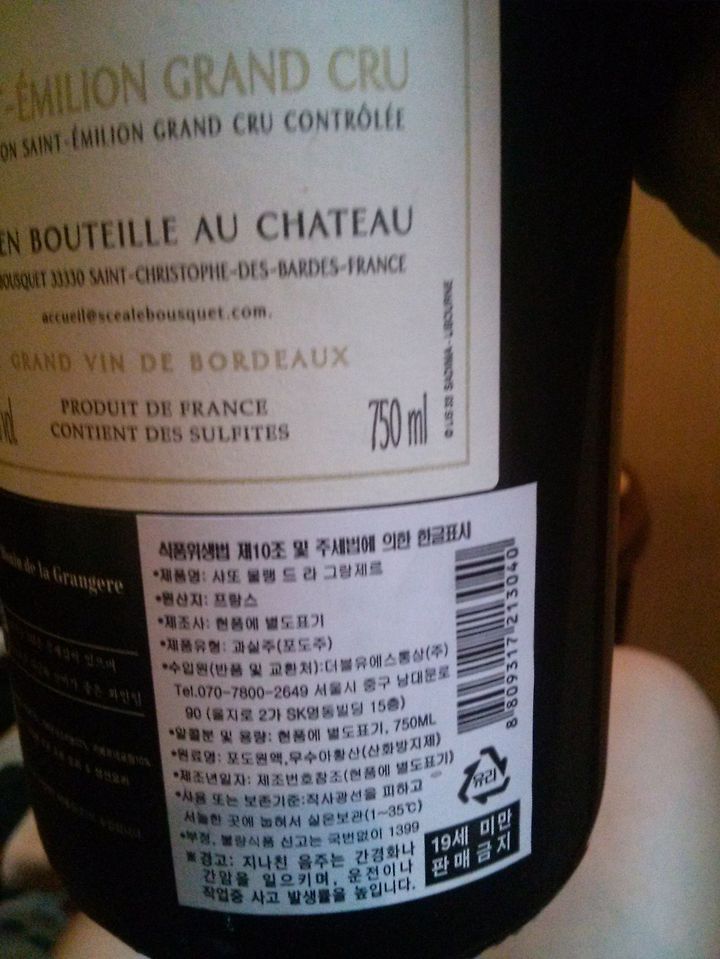 -ÉMILION GRAND CRU
ON SAINT-ÉMILION GRAND CRU CONTRÔLÉE
EN BOUTEILLE AU CHATEAU
BOUSQUET 33330 SAINT-CHRISTOPHE-DES-BARDES-FRANCE
accueil@scealebousquet.com.
GRAND VIN DE BORDEAUX
PRODUIT DE FRANCE
CONTIENT DES SULFITES
vol
750 ml
SADIMA - LIBOURNE
de la Grangere
식품위생법 제10조 및 주세법에 의한 한글표시
•제품명: 샤또 물랭 드 라 그랑제르
•원산지: 프랑스
•제조사: 현품에 별도표기
•제품유형: 과실주(포도주)
•수입원(반품 및 교환처):더블유에스통상(주)
Tel.070-7800-2649 서울시 중구 남대문로
90 (을지로 2가 SK명동빌딩 15층)
•알콜분 및 용량: 현품에 별도표기, 750ML
•원료명: 포도원액,무수아황산(산화방지제)
•제조년일자: 제조번호참조(현품에 별도표기)
•사용 또는 보존기준:직사광선을 피하고
서늘한 곳에 눕혀서 실온보관(1~35℃)
•부정, 불량식품 신고는 국번없이 1399
※경고: 지나친 음주는 간경화나
간암을 일으키며, 운전이나
작업중 사고 발생률을 높입니다.
8 809317 213040
유리
19세 미만
판매 금지